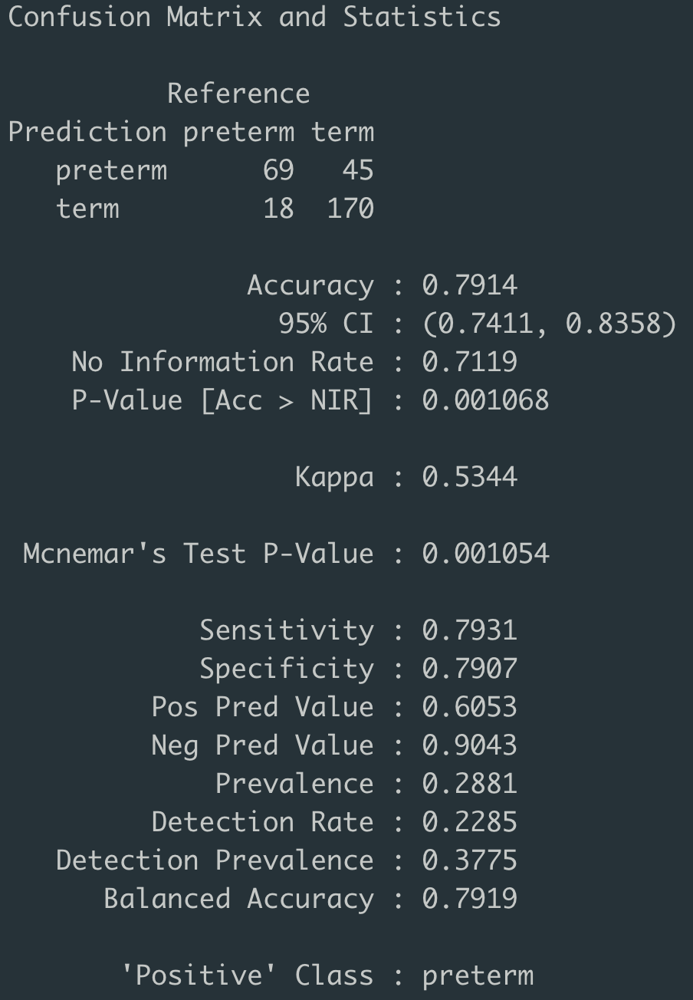 Confusion Matrix and Statistics
Reference
Prediction preterm term
preterm 69 45
term 18 170
Accuracy : 0.7914
95% CI : (0.7411, 0.8358)
No Information Rate : 0.7119
P-Value [Acc > NIR] : 0.001068
Kappa : 0.5344
Mcnemar's Test P-Value : 0.001054
Sensitivity : 0.7931
Specificity : 0.7907
Pos Pred Value : 0.6053
Neg Pred Value : 0.9043
Prevalence : 0.2881
Detection Rate : 0.2285
Detection Prevalence : 0.3775
Balanced Accuracy : 0.7919
'Positive' Class : preterm